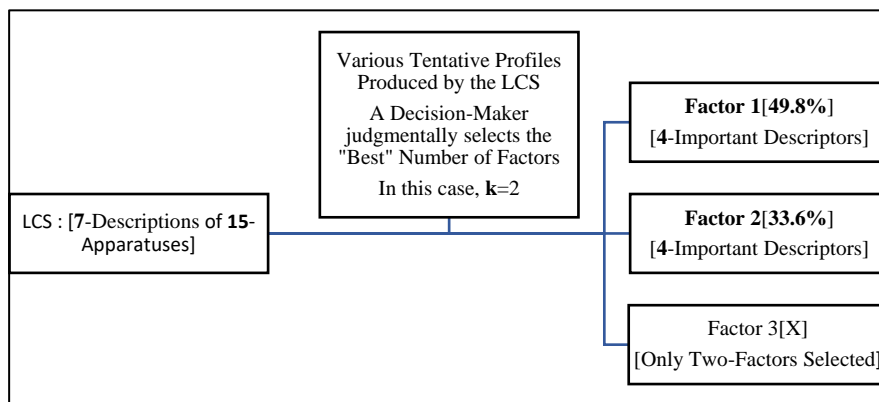 Various Tentative Profiles
Produced by the LCS
A Decision-Maker
judgmentally selects the
"Best" Number of Factors
In this case, k=2
LCS : [7-Descriptions of 15-
Apparatuses]
Factor 1[49.8%]
[4-Important Descriptors]
Factor 2[33.6%]
[4-Important Descriptors]
Factor 3[X]
[Only Two-Factors Selected]